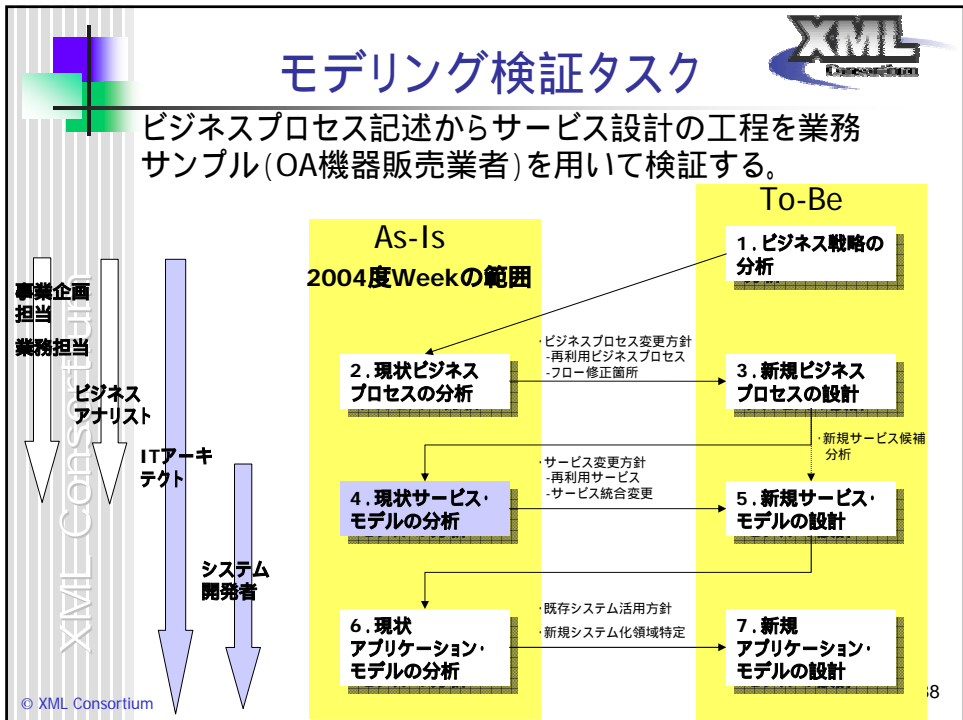 モデリング検証タスク
XML
Consortium
ビジネスプロセス記述からサービス設計の工程を業務
サンプル(OA機器販売業者)を用いて検証する。
As-Is
2004度Weekの範囲
To-Be
1.ビジネス戦略の
分析
2.現状ビジネス
プロセスの分析
・ビジネスプロセス変更方針
-再利用ビジネスプロセス
-フロー修正箇所
3.新規ビジネス
プロセスの設計
・新規サービス候補
分析
4.現状サービス・
モデルの分析
・サービス変更方針
-再利用サービス
-サービス統合変更
5.新規サービス・
モデルの設計
6.現状
アプリケーション・
モデルの分析
・既存システム活用方針
・新規システム化領域特定
7.新規
アプリケーション・
モデルの設計
事業企画
担当
業務担当
ビジネス
アナリスト
ITアーキ
テクト
システム
開発者
XML Consortium
© XML Consortium
38